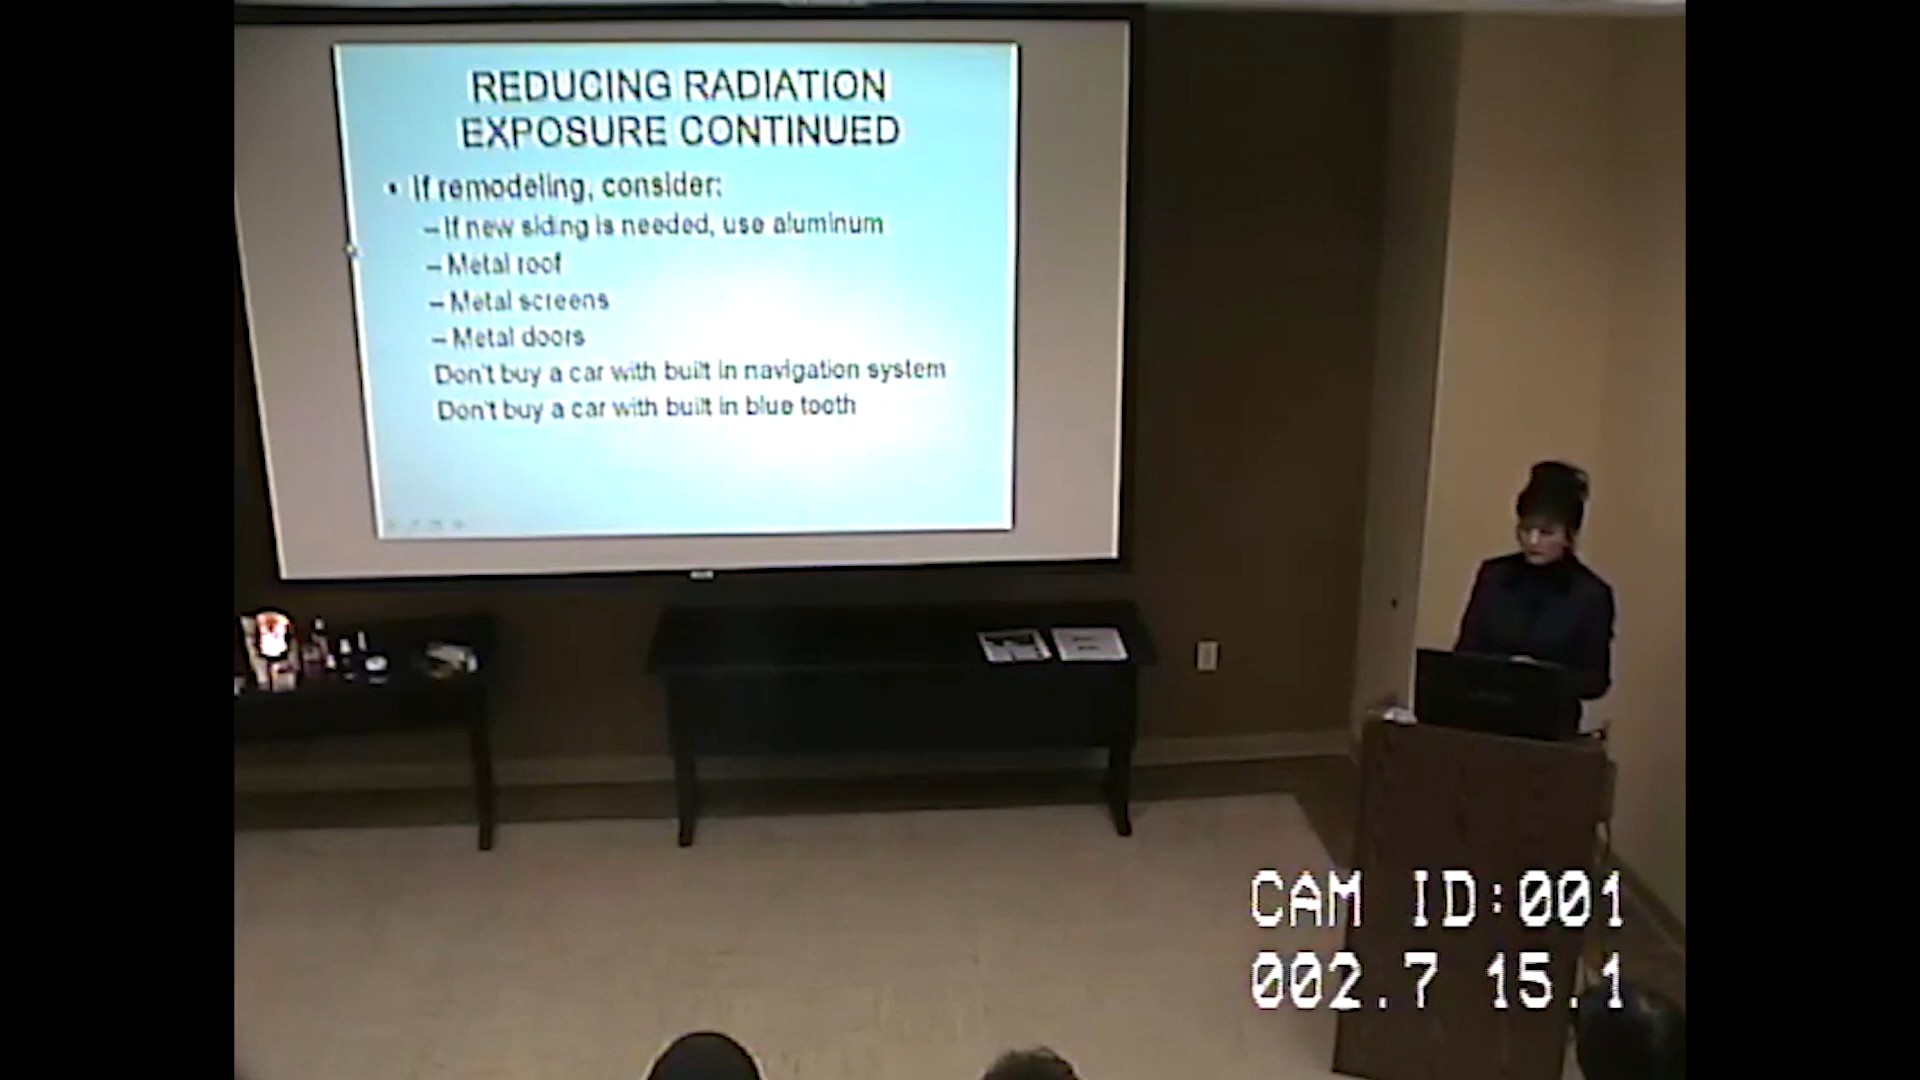 REDUCING RADIATION
EXPOSURE CONTINUED
• If remodeling, consider:
– If new siding is needed, use aluminum
– Metal roof
– Metal screens
– Metal doors
Don't buy a car with built in navigation system
Don't buy a car with built in blue tooth
CAM ID:001
002.7 15.1